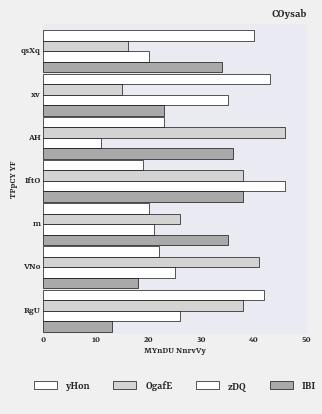 COysab
qsXq
xv
AH
IftO
m
VNo
RgU
TPpCY YF
0 10 20 30 40 50
MYnDU NnrvVy
yHon OgafE zDQ IBI